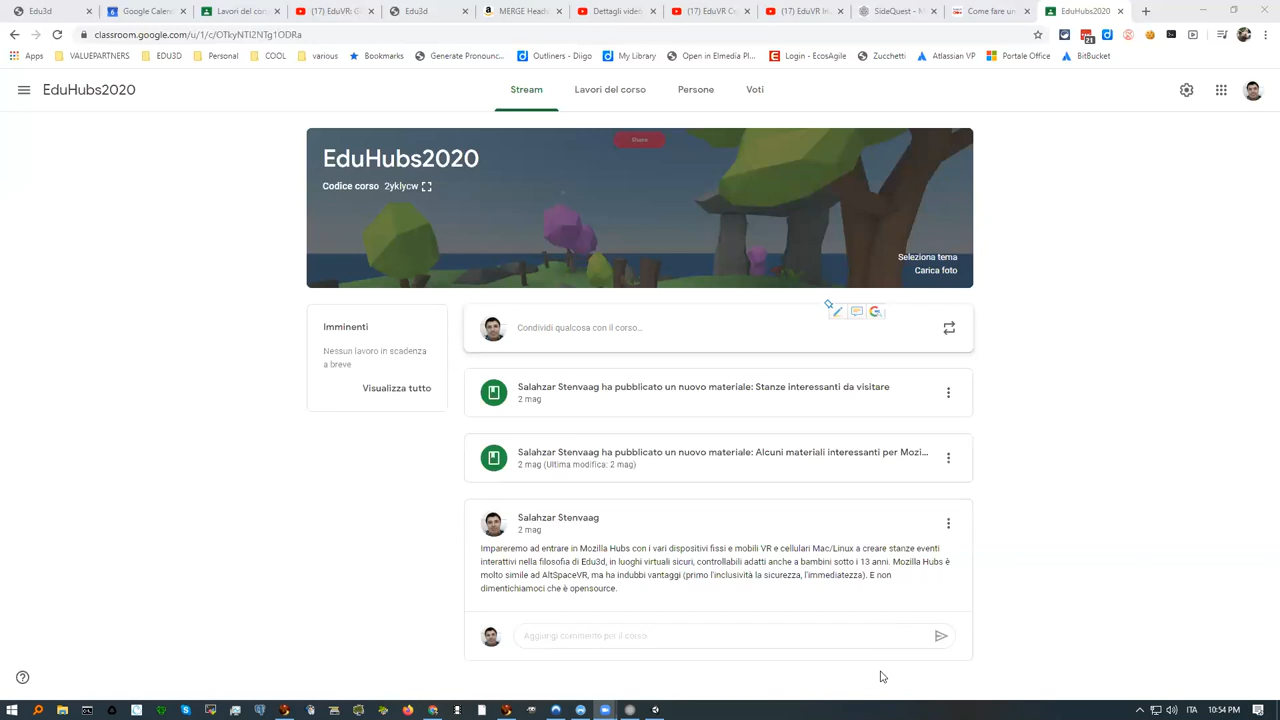 Edu3d
Google Calendar
Lavori del cor
(17) EduVR G
Edu3d
MERGE Head
Dettagli video
(17) EduVR G
(17) EduVR In
SideQuest - M
Come fare un
EduHubs2020
classroom.google.com/u/1/c/OTkyNTI2NTg1ODRa
21
Apps
VALUEPARTNERS
EDU3D
Personal
COOL
various
Bookmarks
Generate Pronounc...
Outliners - Diigo
My Library
Open in Elmedia Pl...
Login - EcosAgile
Zucchetti
Atlassian VP
Portale Office
BitBucket
EduHubs2020
Stream
Lavori del corso
Persone
Voti
Share
EduHubs2020
Codice corso 2yklycw
Seleziona tema
Carica foto
Imminenti
Nessun lavoro in scadenza
a breve
Visualizza tutto
Condividi qualcosa con il corso...
Salahzar Stenvaag ha pubblicato un nuovo materiale: Stanze interessanti da visitare
2 mag
Salahzar Stenvaag ha pubblicato un nuovo materiale: Alcuni materiali interessanti per Mozi...
2 mag (Ultima modifica: 2 mag)
Salahzar Stenvaag
2 mag
Impareremo ad entrare in Mozilla Hubs con i vari dispositivi fissi e mobili VR e cellulari Mac/Linux a creare stanze eventi
interattivi nella filosofia di Edu3d, in luoghi virtuali sicuri, controllabili adatti anche a bambini sotto i 13 anni. Mozilla Hubs è
molto simile ad AltSpaceVR, ma ha indubbi vantaggi (primo l'inclusività la sicurezza, l'immediatezza). E non
dimentichiamoci che è opensource.
Aggiungi commento per il corso
ITA
10:54 PM